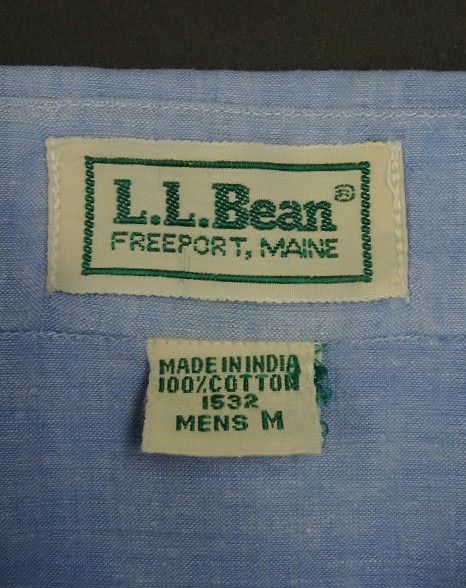 L.L.Bean®
FREEPORT, MAINE
MADE IN INDIA
100% COTTON
1532
MENS M